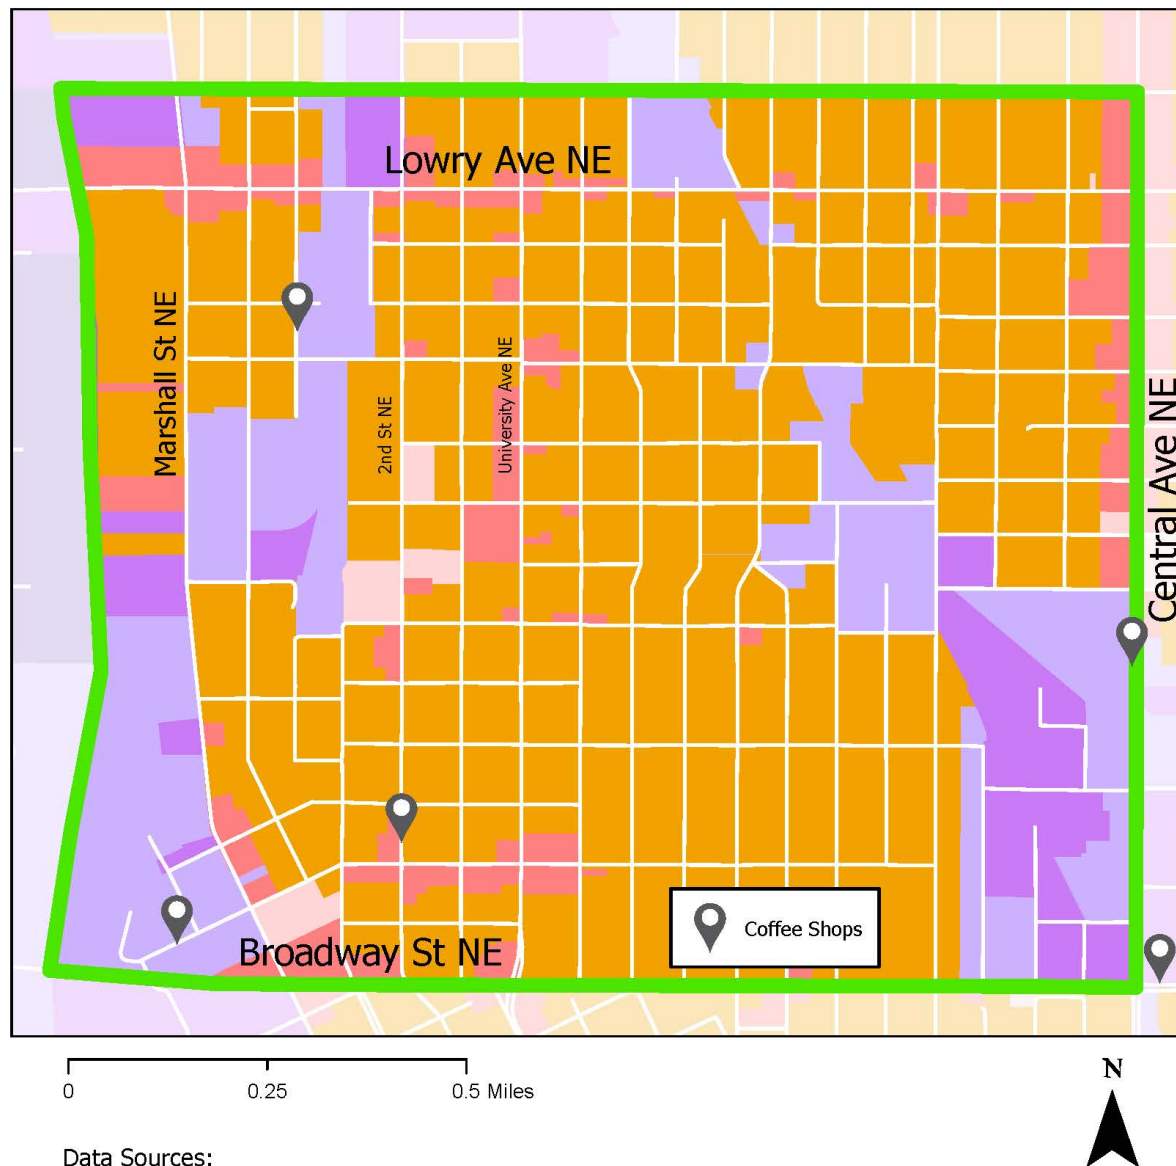 Lowry Ave NE
Marshall St NE
2nd St NE
University Ave NE
Central Ave NE
Coffee Shops
Broadway St NE
0 0.25 0.5 Miles
N
Data Sources: